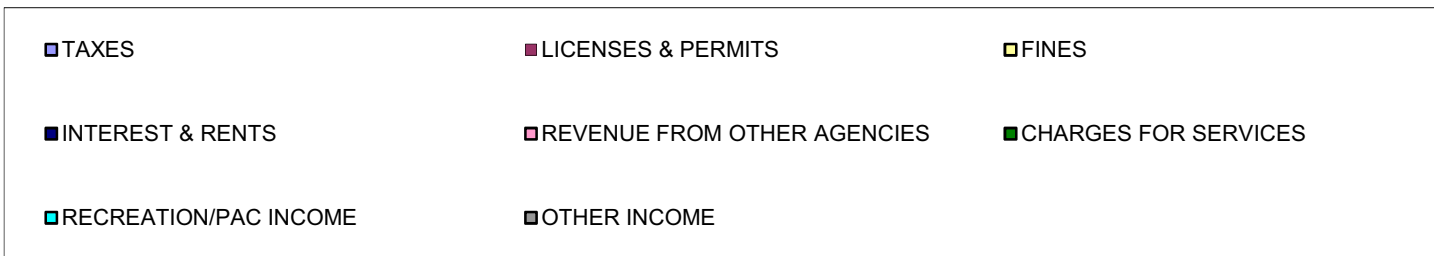 TAXES LICENSES & PERMITS FINES
INTEREST & RENTS REVENUE FROM OTHER AGENCIES CHARGES FOR SERVICES
RECREATION/PAC INCOME OTHER INCOME